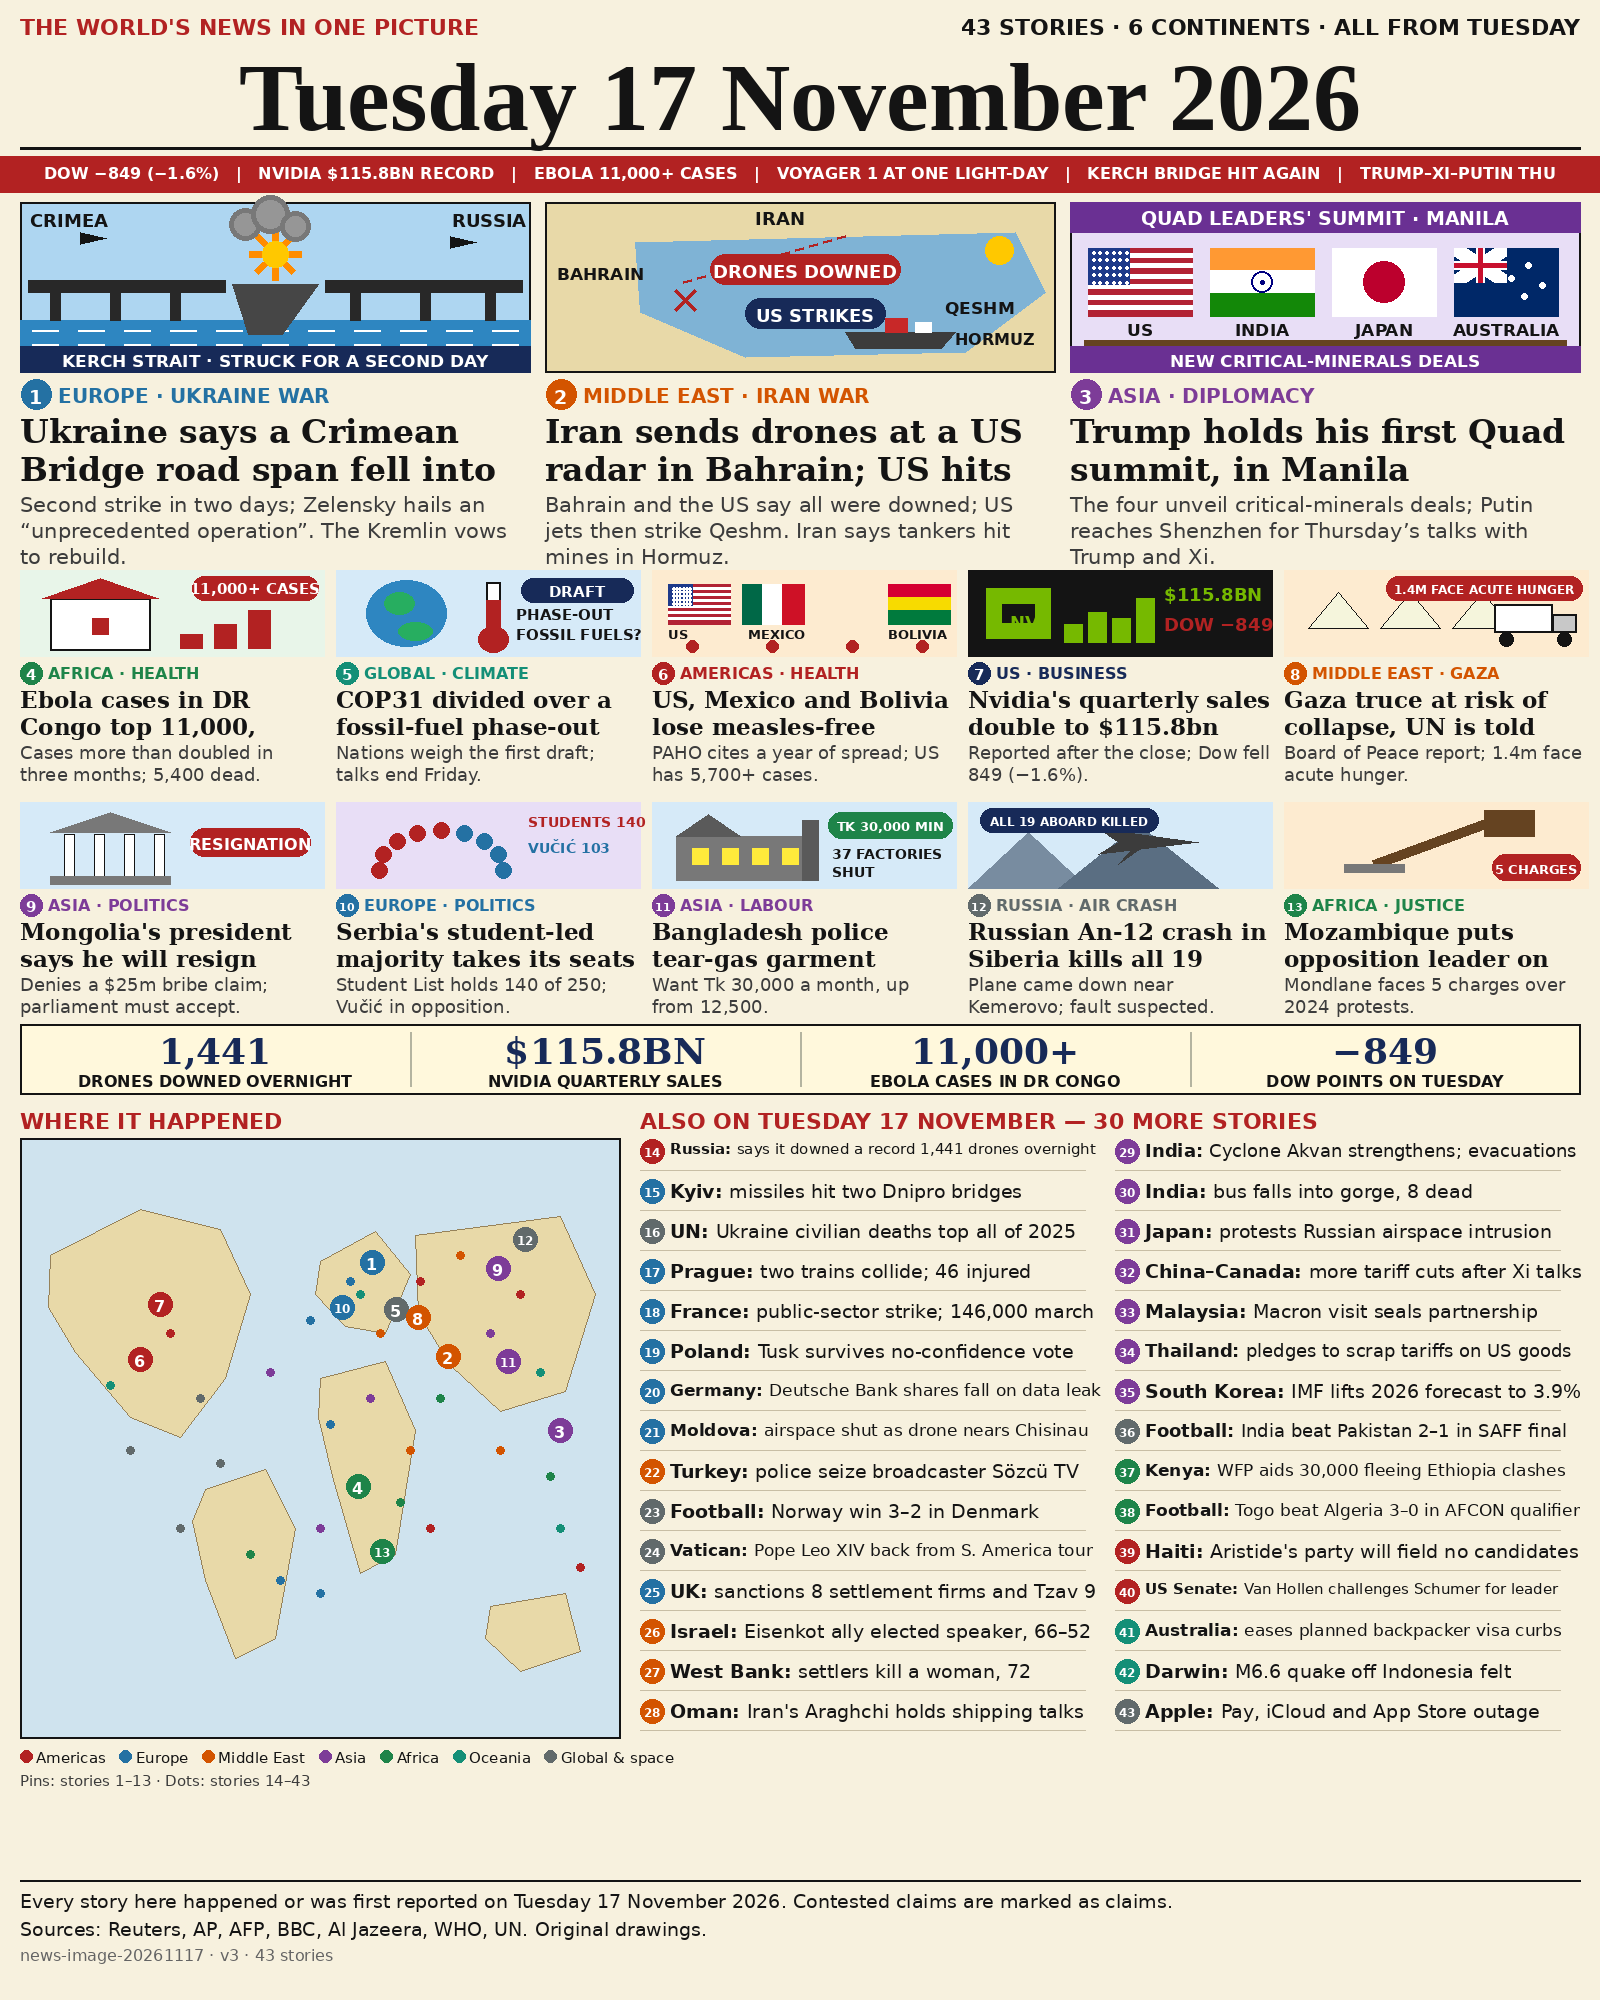 THE WORLD'S NEWS IN ONE PICTURE
43 STORIES · 6 CONTINENTS · ALL FROM TUESDAY
Tuesday 17 November 2026
DOW −849 (−1.6%) | NVIDIA $115.8BN RECORD | EBOLA 11,000+ CASES | VOYAGER 1 AT ONE LIGHT-DAY | KERCH BRIDGE HIT AGAIN | TRUMP–XI–PUTIN THU
CRIMEA
RUSSIA
KERCH STRAIT · STRUCK FOR A SECOND DAY
IRAN
BAHRAIN
DRONES DOWNED
US STRIKES
QESHM
HORMUZ
QUAD LEADERS' SUMMIT · MANILA
US
INDIA
JAPAN
AUSTRALIA
NEW CRITICAL-MINERALS DEALS
1 EUROPE · UKRAINE WAR
Ukraine says a Crimean
Bridge road span fell into
Second strike in two days; Zelensky hails an
“unprecedented operation”. The Kremlin vows
to rebuild.
2 MIDDLE EAST · IRAN WAR
Iran sends drones at a US
radar in Bahrain; US hits
Bahrain and the US say all were downed; US
jets then strike Qeshm. Iran says tankers hit
mines in Hormuz.
3 ASIA · DIPLOMACY
Trump holds his first Quad
summit, in Manila
The four unveil critical-minerals deals; Putin
reaches Shenzhen for Thursday’s talks with
Trump and Xi.
11,000+ CASES
4 AFRICA · HEALTH
Ebola cases in DR
Congo top 11,000,
Cases more than doubled in
three months; 5,400 dead.
DRAFT
PHASE-OUT
FOSSIL FUELS?
5 GLOBAL · CLIMATE
COP31 divided over a
fossil-fuel phase-out
Nations weigh the first draft;
talks end Friday.
US
MEXICO
BOLIVIA
6 AMERICAS · HEALTH
US, Mexico and Bolivia
lose measles-free
PAHO cites a year of spread; US
has 5,700+ cases.
NV
$115.8BN
DOW −849
7 US · BUSINESS
Nvidia's quarterly sales
double to $115.8bn
Reported after the close; Dow fell
849 (−1.6%).
1.4M FACE ACUTE HUNGER
8 MIDDLE EAST · GAZA
Gaza truce at risk of
collapse, UN is told
Board of Peace report; 1.4m face
acute hunger.
RESIGNATION
9 ASIA · POLITICS
Mongolia's president
says he will resign
Denies a $25m bribe claim;
parliament must accept.
STUDENTS 140
VUČIĆ 103
10 EUROPE · POLITICS
Serbia's student-led
majority takes its seats
Student List holds 140 of 250;
Vučić in opposition.
TK 30,000 MIN
37 FACTORIES
SHUT
11 ASIA · LABOUR
Bangladesh police
tear-gas garment
Want Tk 30,000 a month, up
from 12,500.
ALL 19 ABOARD KILLED
12 RUSSIA · AIR CRASH
Russian An-12 crash in
Siberia kills all 19
Plane came down near
Kemerovo; fault suspected.
5 CHARGES
13 AFRICA · JUSTICE
Mozambique puts
opposition leader on
Mondlane faces 5 charges over
2024 protests.
1,441
DRONES DOWNED OVERNIGHT
$115.8BN
NVIDIA QUARTERLY SALES
11,000+
EBOLA CASES IN DR CONGO
−849
DOW POINTS ON TUESDAY
WHERE IT HAPPENED
12
1
9
7
10
5
8
6
2
11
3
4
13
Americas Europe Middle East Asia Africa Oceania Global & space
Pins: stories 1–13 · Dots: stories 14–43
ALSO ON TUESDAY 17 NOVEMBER — 30 MORE STORIES
14 Russia: says it downed a record 1,441 drones overnight
15 Kyiv: missiles hit two Dnipro bridges
16 UN: Ukraine civilian deaths top all of 2025
17 Prague: two trains collide; 46 injured
18 France: public-sector strike; 146,000 march
19 Poland: Tusk survives no-confidence vote
20 Germany: Deutsche Bank shares fall on data leak
21 Moldova: airspace shut as drone nears Chisinau
22 Turkey: police seize broadcaster Sözcü TV
23 Football: Norway win 3–2 in Denmark
24 Vatican: Pope Leo XIV back from S. America tour
25 UK: sanctions 8 settlement firms and Tzav 9
26 Israel: Eisenkot ally elected speaker, 66–52
27 West Bank: settlers kill a woman, 72
28 Oman: Iran's Araghchi holds shipping talks
29 India: Cyclone Akvan strengthens; evacuations
30 India: bus falls into gorge, 8 dead
31 Japan: protests Russian airspace intrusion
32 China–Canada: more tariff cuts after Xi talks
33 Malaysia: Macron visit seals partnership
34 Thailand: pledges to scrap tariffs on US goods
35 South Korea: IMF lifts 2026 forecast to 3.9%
36 Football: India beat Pakistan 2–1 in SAFF final
37 Kenya: WFP aids 30,000 fleeing Ethiopia clashes
38 Football: Togo beat Algeria 3–0 in AFCON qualifier
39 Haiti: Aristide's party will field no candidates
40 US Senate: Van Hollen challenges Schumer for leader
41 Australia: eases planned backpacker visa curbs
42 Darwin: M6.6 quake off Indonesia felt
43 Apple: Pay, iCloud and App Store outage
Every story here happened or was first reported on Tuesday 17 November 2026. Contested claims are marked as claims.
Sources: Reuters, AP, AFP, BBC, Al Jazeera, WHO, UN. Original drawings.
news-image-20261117 · v3 · 43 stories